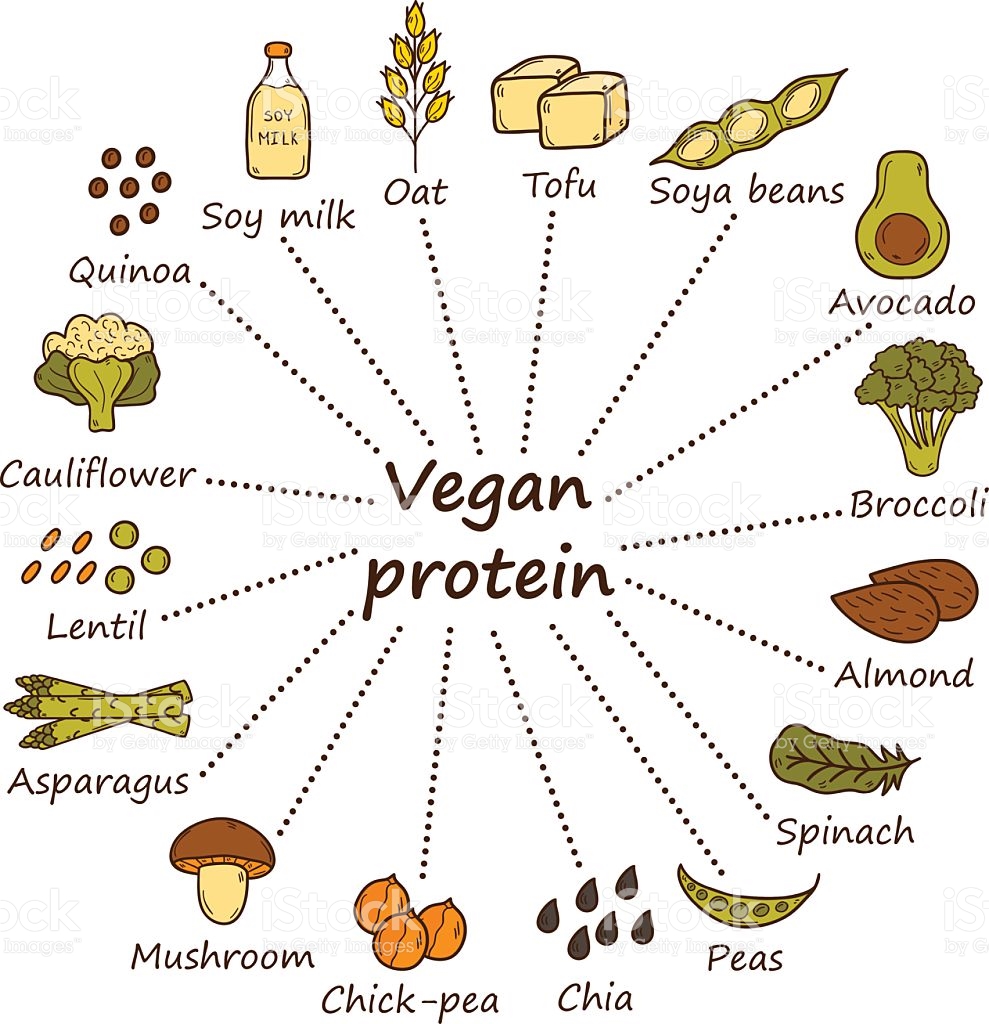 SOY
MILK
Soy milk
Oat
Tofu
Soya beans
Quinoa
Avocado
Cauliflower
Vegan
protein
Broccoli
Lentil
Almond
Asparagus
Spinach
Mushroom
Chick-pea
Chia
Peas
iStock
by Getty Images™